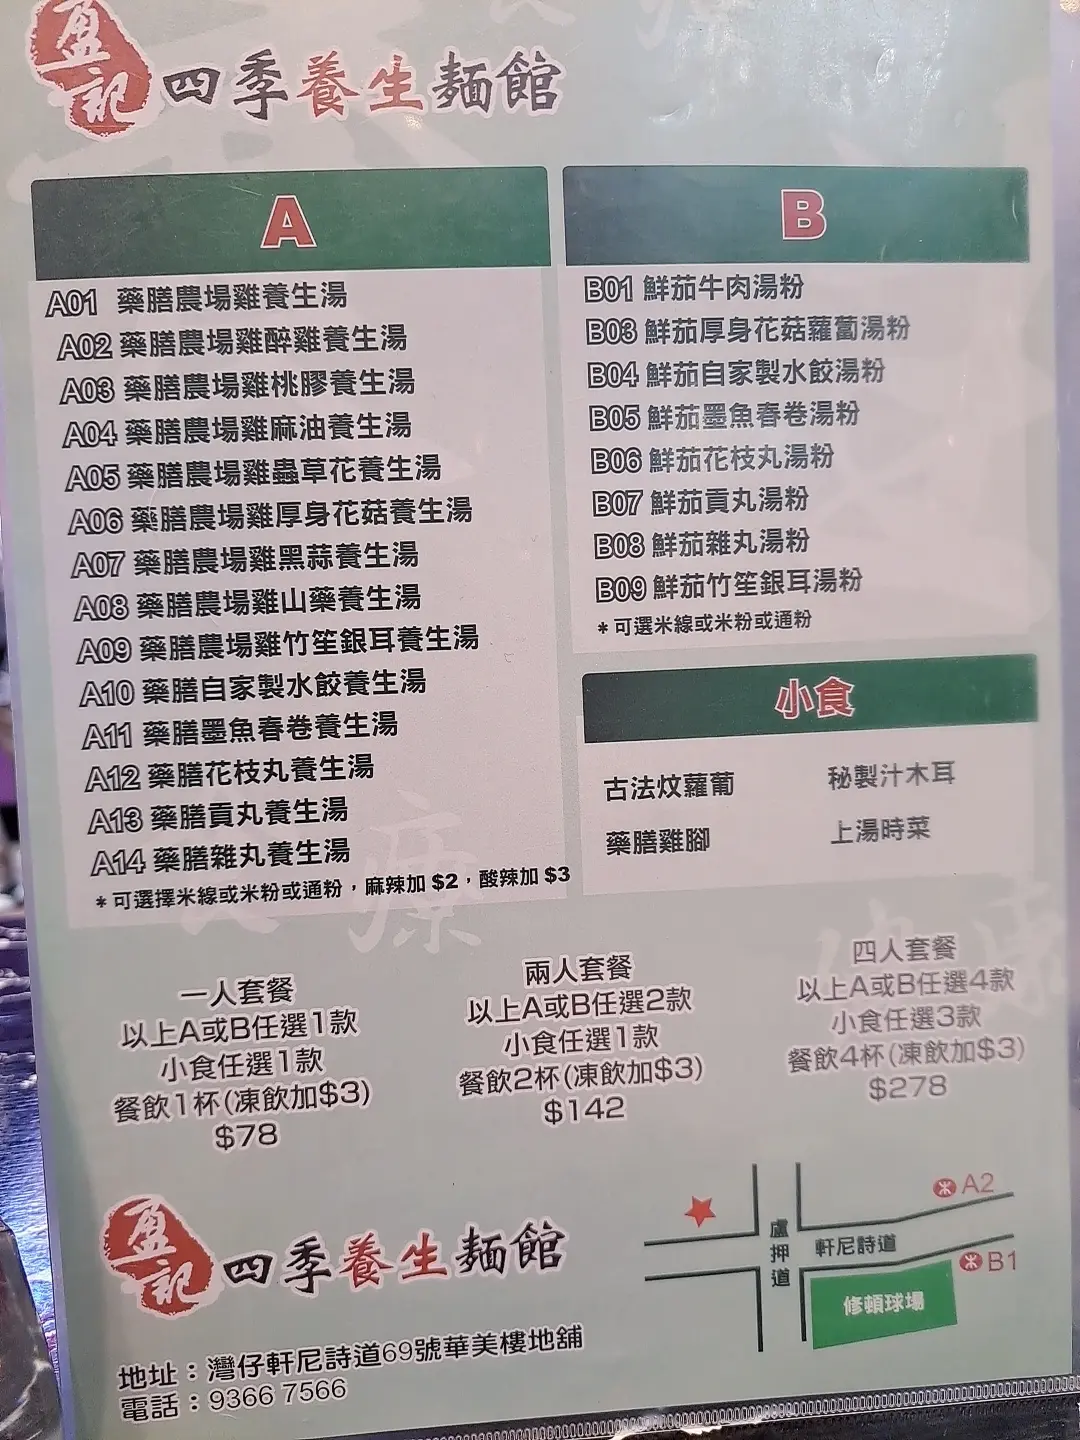 盈記
四季養生麵館
A
A01 藥膳農場雞養生湯
A02 藥膳農場雞醉雞養生湯
A03 藥膳農場雞桃膠養生湯
A04 藥膳農場雞麻油養生湯
A05 藥膳農場雞蟲草花養生湯
A06 藥膳農場雞厚身花菇養生湯
A07 藥膳農場雞黑蒜養生湯
A08 藥膳農場雞山藥養生湯
A09 藥膳農場雞竹笙銀耳養生湯
A10 藥膳自家製水餃養生湯
A11 藥膳墨魚春卷養生湯
A12 藥膳花枝丸養生湯
A13 藥膳貢丸養生湯
A14 藥膳雜丸養生湯
*可選擇米線或米粉或通粉，麻辣加 $2，酸辣加 $3
B
B01 鮮茄牛肉湯粉
B03 鮮茄厚身花菇蘿蔔湯粉
B04 鮮茄自家製水餃湯粉
B05 鮮茄墨魚春卷湯粉
B06 鮮茄花枝丸湯粉
B07 鮮茄貢丸湯粉
B08 鮮茄雜丸湯粉
B09 鮮茄竹笙銀耳湯粉
*可選米線或米粉或通粉
小食
古法炆蘿蔔 秘製汁木耳
藥膳雞腳 上湯時菜
一人套餐
以上A或B任選1款
小食任選1款
餐飲1杯(凍飲加$3)
$78
兩人套餐
以上A或B任選2款
小食任選1款
餐飲2杯(凍飲加$3)
$142
四人套餐
以上A或B任選4款
小食任選3款
餐飲4杯(凍飲加$3)
$278
盈記
四季養生麵館
地址：灣仔軒尼詩道69號華美樓地舖
電話：9366 7566
盧押道
軒尼詩道
A2
B1
修頓球場